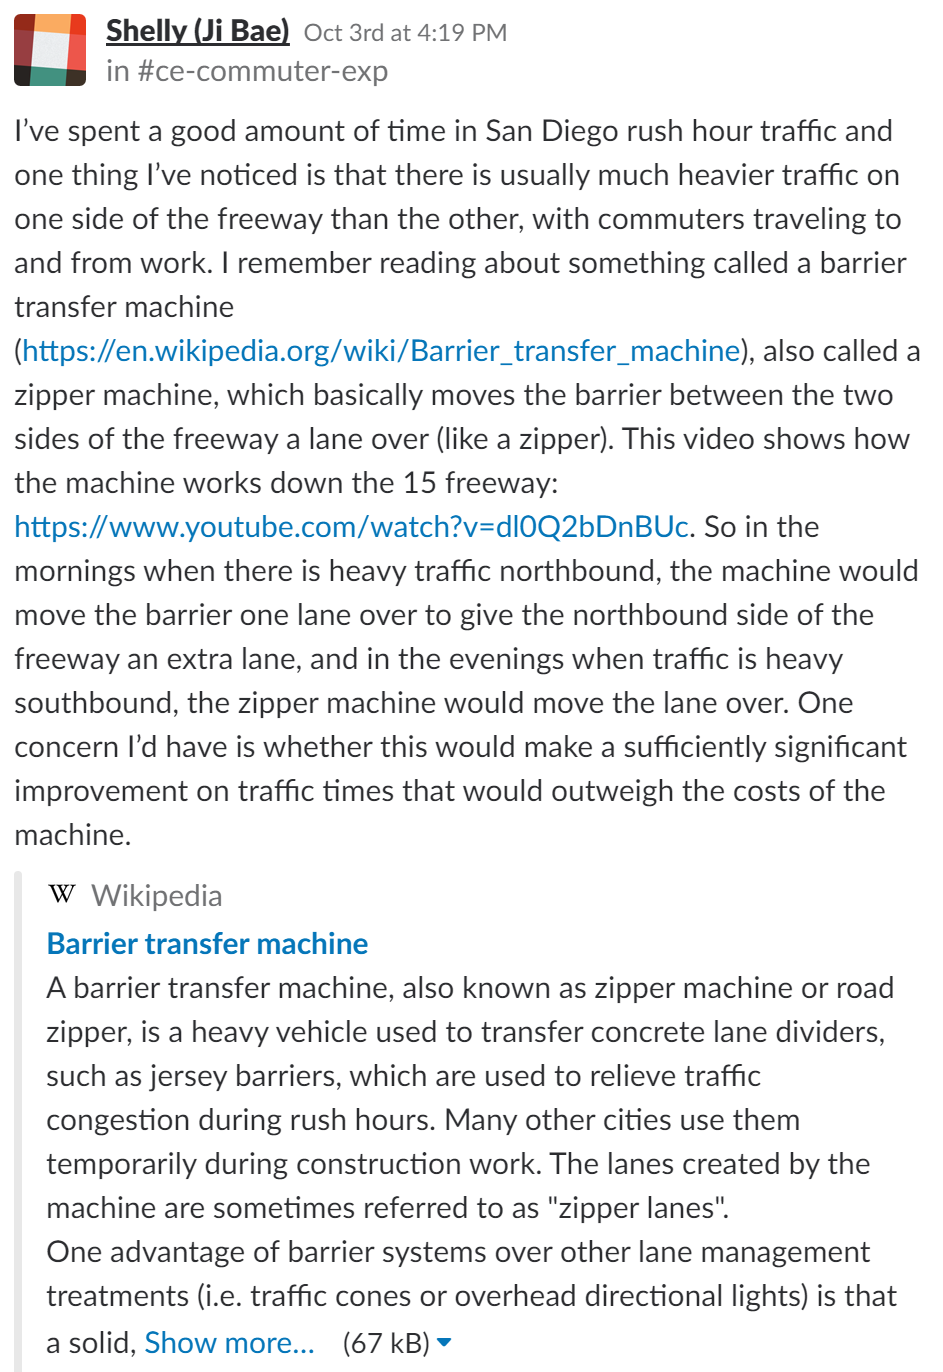 Shelly (Ji Bae) Oct 3rd at 4:19 PM
in #ce-commuter-exp
I’ve spent a good amount of time in San Diego rush hour traffic and
one thing I’ve noticed is that there is usually much heavier traffic on
one side of the freeway than the other, with commuters traveling to
and from work. I remember reading about something called a barrier
transfer machine
(https://en.wikipedia.org/wiki/Barrier_transfer_machine), also called a
zipper machine, which basically moves the barrier between the two
sides of the freeway a lane over (like a zipper). This video shows how
the machine works down the 15 freeway:
https://www.youtube.com/watch?v=dl0Q2bDnBUc. So in the
mornings when there is heavy traffic northbound, the machine would
move the barrier one lane over to give the northbound side of the
freeway an extra lane, and in the evenings when traffic is heavy
southbound, the zipper machine would move the lane over. One
concern I’d have is whether this would make a sufficiently significant
improvement on traffic times that would outweigh the costs of the
machine.
W Wikipedia
Barrier transfer machine
A barrier transfer machine, also known as zipper machine or road
zipper, is a heavy vehicle used to transfer concrete lane dividers,
such as jersey barriers, which are used to relieve traffic
congestion during rush hours. Many other cities use them
temporarily during construction work. The lanes created by the
machine are sometimes referred to as "zipper lanes".
One advantage of barrier systems over other lane management
treatments (i.e. traffic cones or overhead directional lights) is that
a solid, Show more... (67 kB)